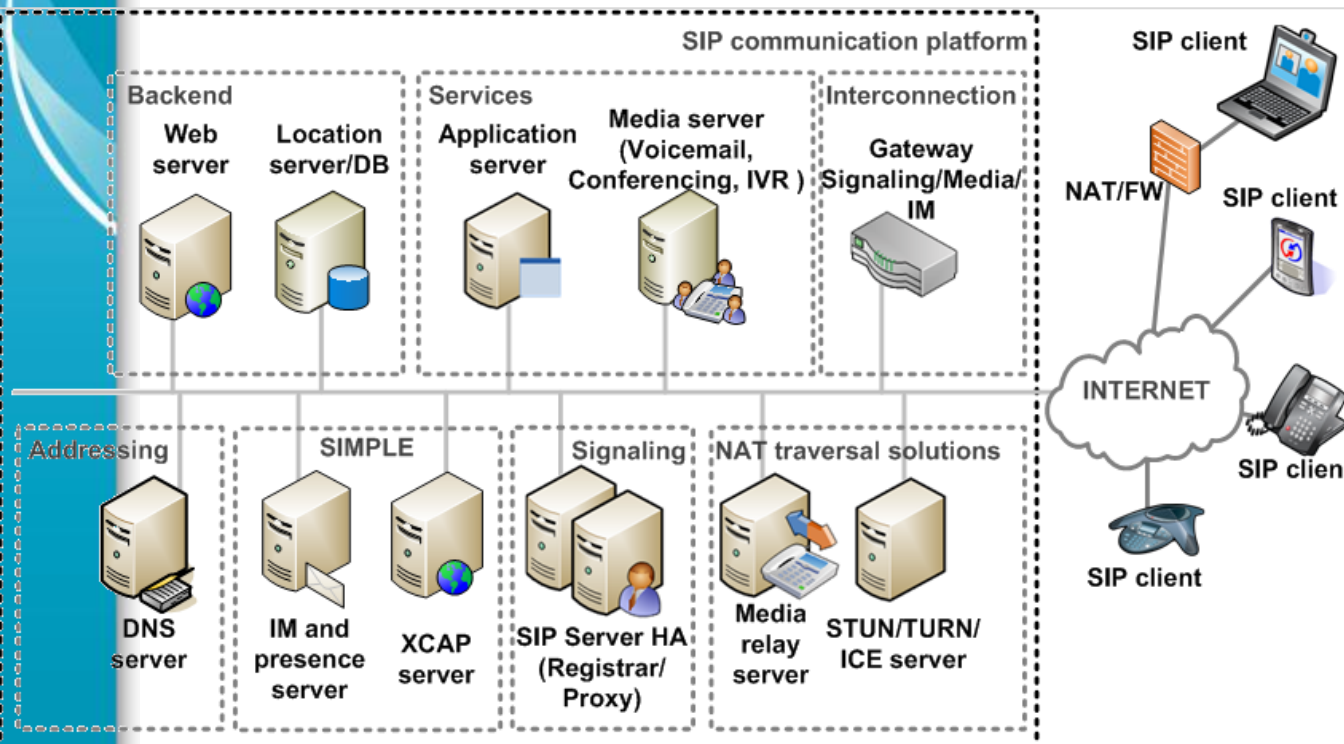 SIP communication platform
Backend
Web
server
Location
server/DB
Services
Application
server
Media server
(Voicemail,
Conferencing, IVR )
Interconnection
Gateway
Signaling/Media/
IM
SIP client
NAT/FW
SIP client
INTERNET
SIP clien
SIP client
Addressing
DNS
server
SIMPLE
IM and
presence
server
XCAP
server
Signaling
SIP Server HA
(Registrar/
Proxy)
NAT traversal solutions
Media
relay
server
STUN/TURN/
ICE server